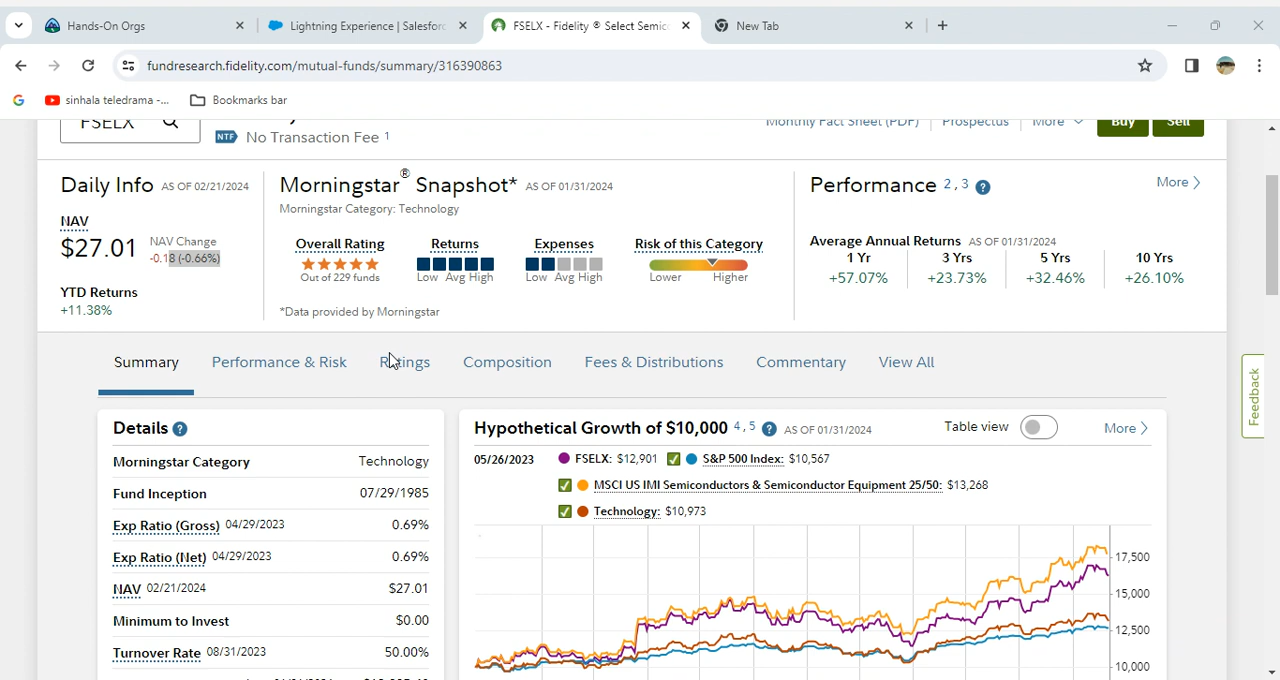 Hands-On Orgs
Lightning Experience | Salesforc
FSELX - Fidelity ® Select Semic
New Tab
fundresearch.fidelity.com/mutual-funds/summary/316390863
sinhala teledrama -...
Bookmarks bar
FSELX
NTF No Transaction Fee 1
Monthly Fact Sheet (PDF)
Prospectus
More
Buy
Sell
Daily Info AS OF 02/21/2024
NAV
$27.01
NAV Change
-0.18 (-0.66%)
YTD Returns
+11.38%
Morningstar® Snapshot* AS OF 01/31/2024
Morningstar Category: Technology
Overall Rating
Out of 229 funds
Returns
Low Avg High
Expenses
Low Avg High
Risk of this Category
Lower Higher
*Data provided by Morningstar
Performance 2, 3 ?
More
Average Annual Returns AS OF 01/31/2024
1 Yr 3 Yrs 5 Yrs 10 Yrs
+57.07% +23.73% +32.46% +26.10%
Summary Performance & Risk Ratings Composition Fees & Distributions Commentary View All
Feedback
Details ?
Morningstar Category Technology
Fund Inception 07/29/1985
Exp Ratio (Gross) 04/29/2023 0.69%
Exp Ratio (Net) 04/29/2023 0.69%
NAV 02/21/2024 $27.01
Minimum to Invest $0.00
Turnover Rate 08/31/2023 50.00%
Hypothetical Growth of $10,000 4, 5 ? AS OF 01/31/2024
Table view
More
05/26/2023 FSELX: $12,901 S&P 500 Index: $10,567
MSCI US IMI Semiconductors & Semiconductor Equipment 25/50: $13,268
Technology: $10,973
17,500
15,000
12,500
10,000